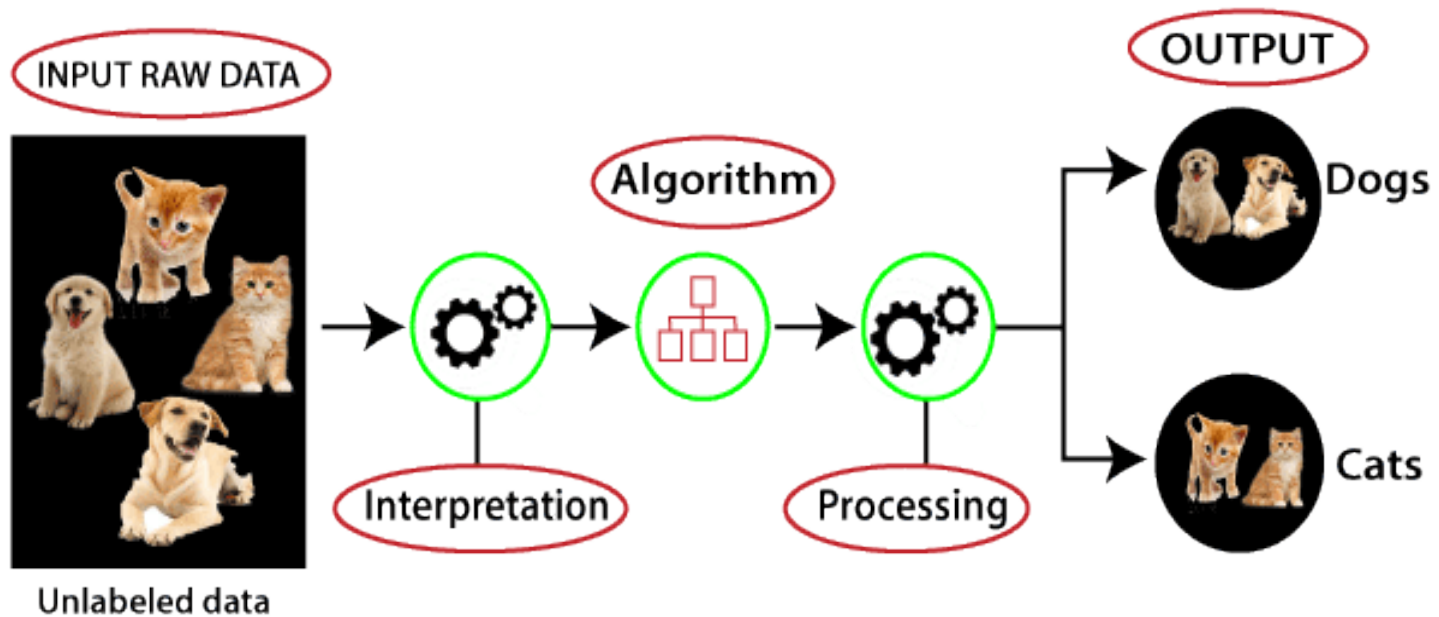 INPUT RAW DATA
OUTPUT
Algorithm
Dogs
Interpretation
Processing
Cats
Unlabeled data